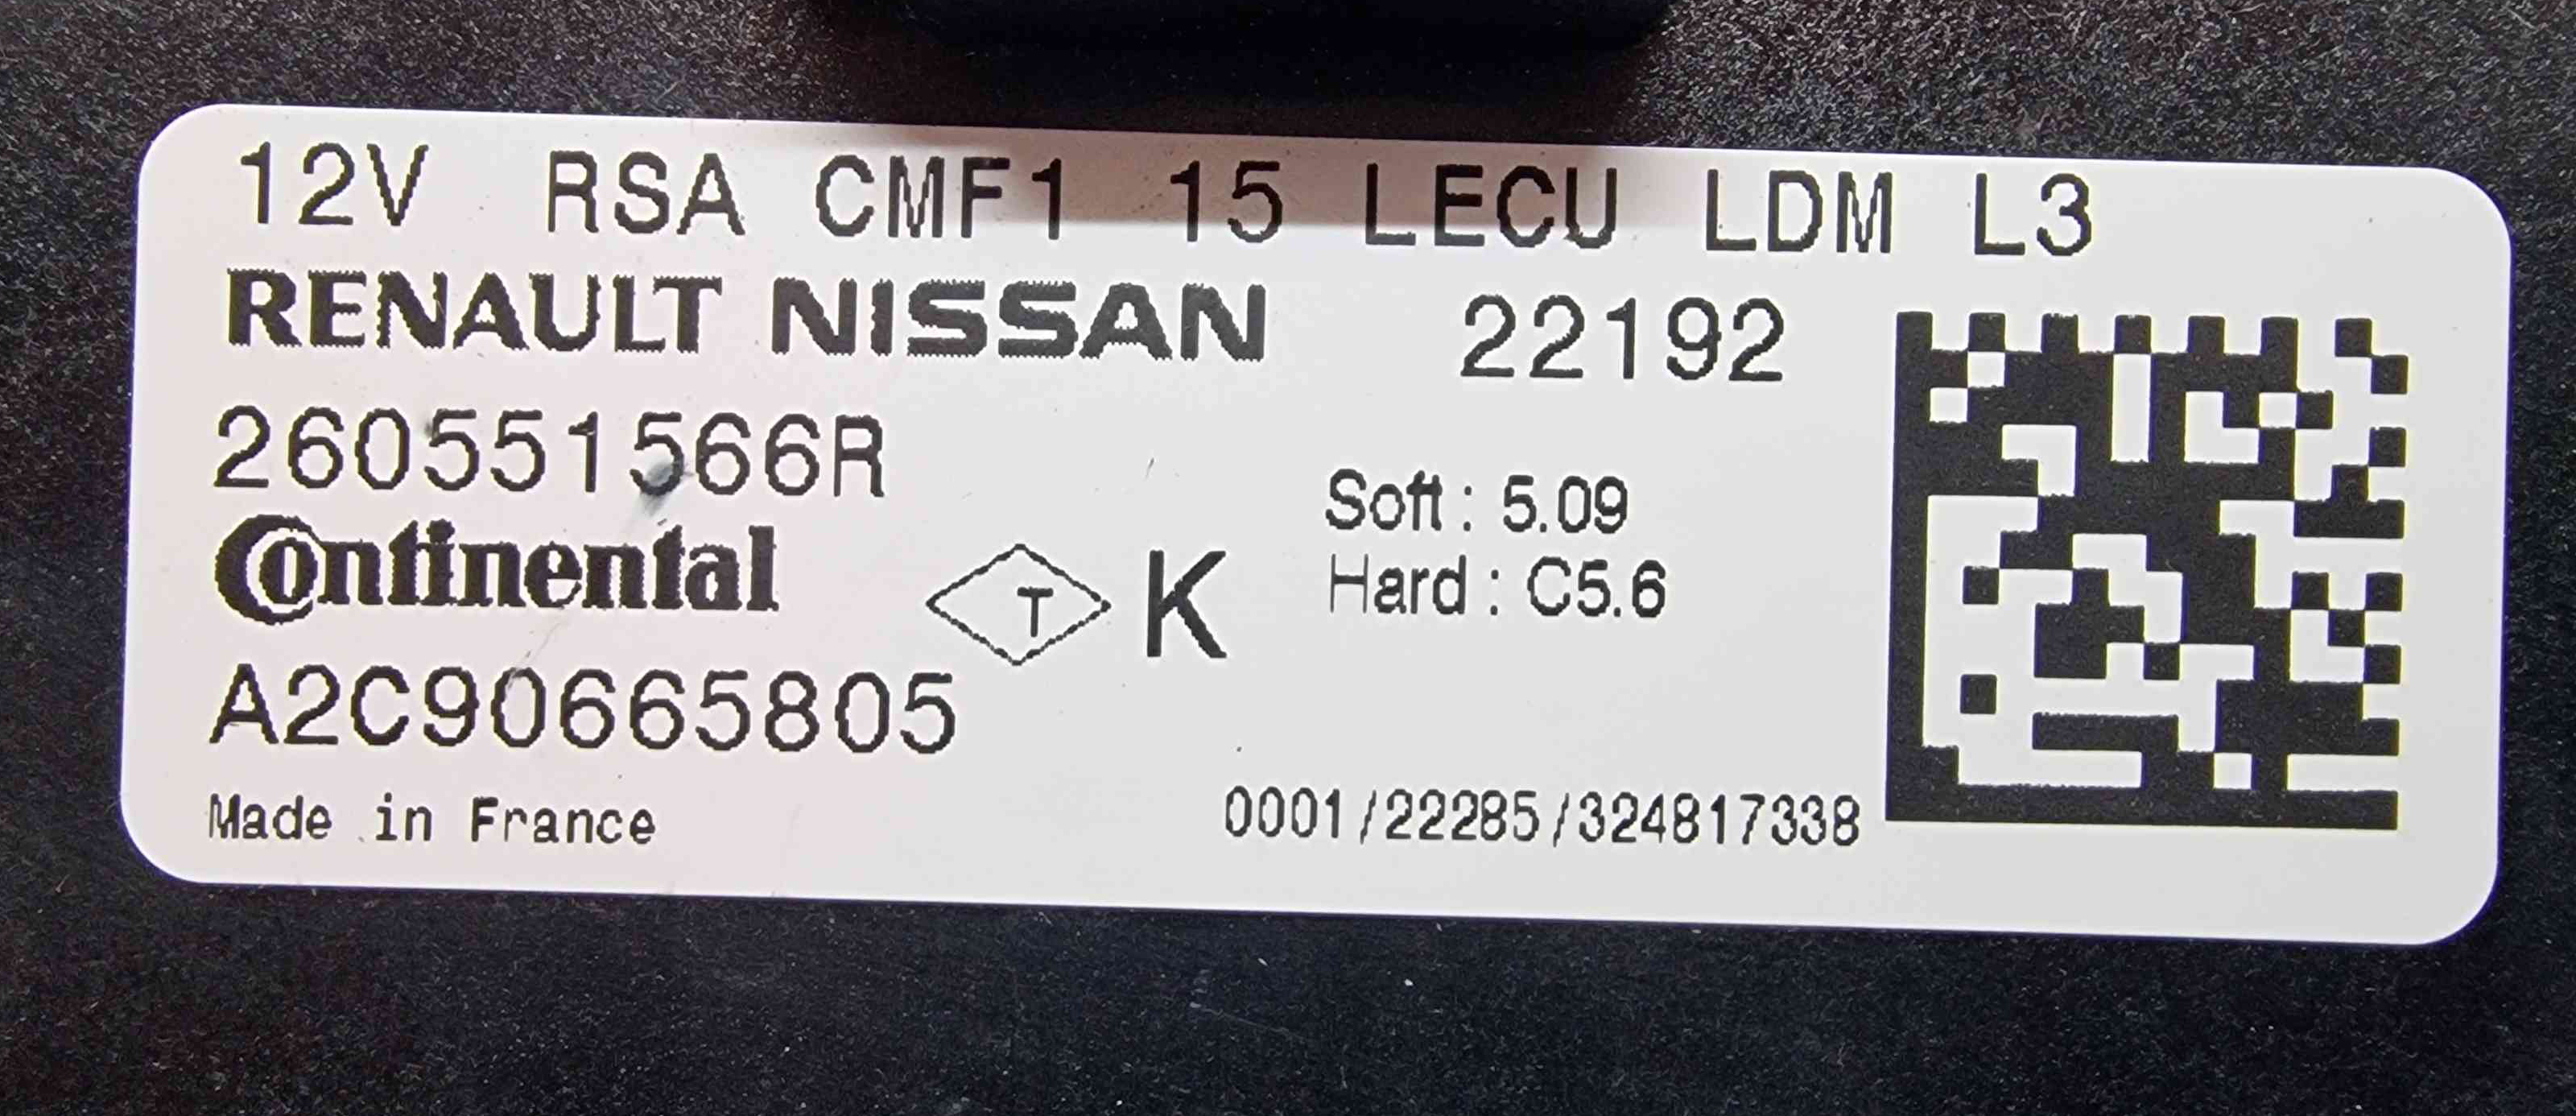 12V RSA CMF1 15 LECU LDM L3
RENAULT NISSAN 22192
260551566R
Soft : 5.09
Continental
T K
Hard : C5.6
A2C90665805
Made in France
0001/22285/324817338